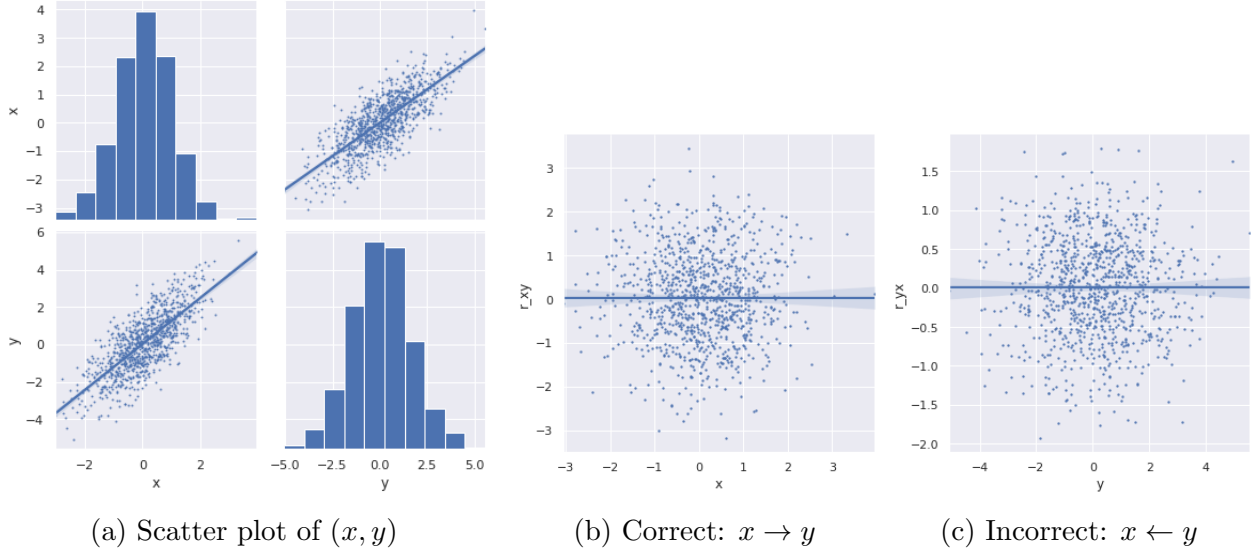 4
3
2
1
0
−1
−2
−3
x
6
4
2
0
−2
−4
y
−2 0 2
x
−5.0 −2.5 0.0 2.5 5.0
y
3
2
1
0
−1
−2
−3
r_xy
−3 −2 −1 0 1 2 3
x
1.5
1.0
0.5
0.0
−0.5
−1.0
−1.5
−2.0
r_yx
−4 −2 0 2 4
y
(a) Scatter plot of (x, y)
(b) Correct: x → y
(c) Incorrect: x ← y